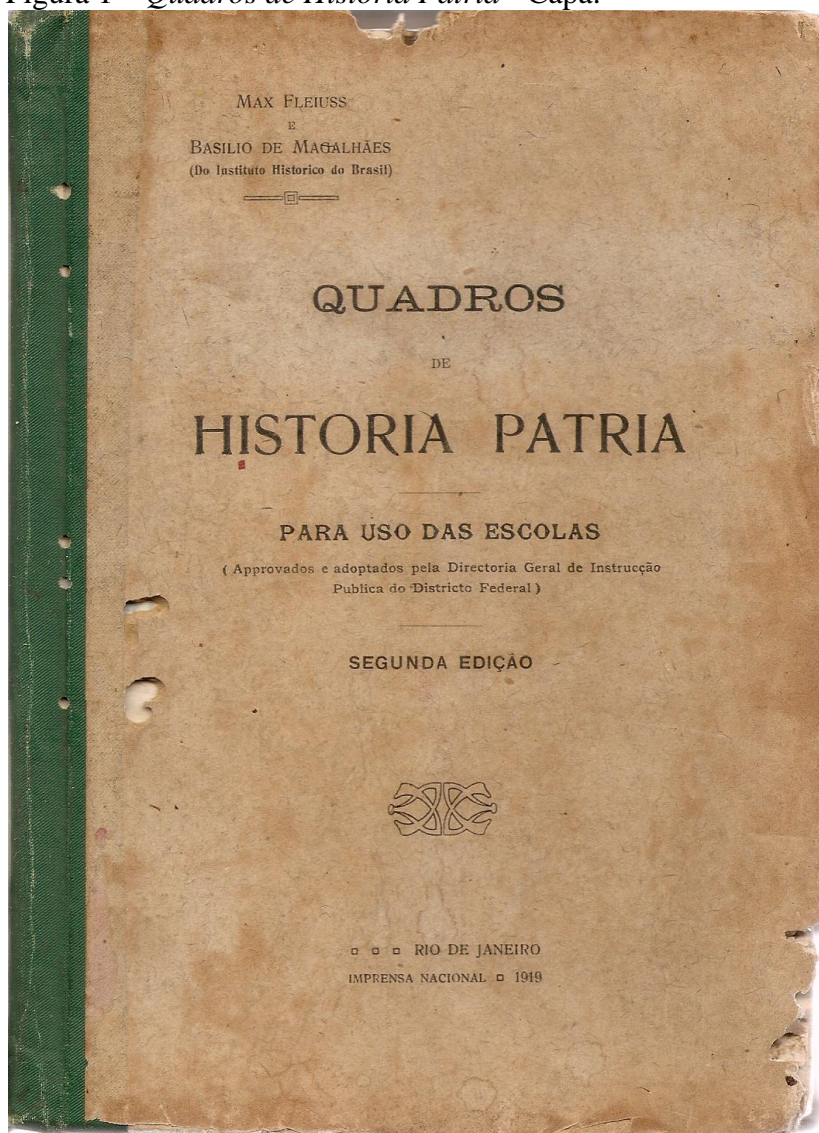 Figura 1 – Quadros de História Pátria - Capa.
MAX FLEIUSS
E
BASILIO DE MAGALHÃES
(Do Instituto Historico do Brasil)
QUADROS
DE
HISTORIA PATRIA
PARA USO DAS ESCOLAS
( Approvados e adoptados pela Directoria Geral de Instrucção
Publica do Districto Federal )
SEGUNDA EDIÇÃO
RIO DE JANEIRO
IMPRENSA NACIONAL 1919